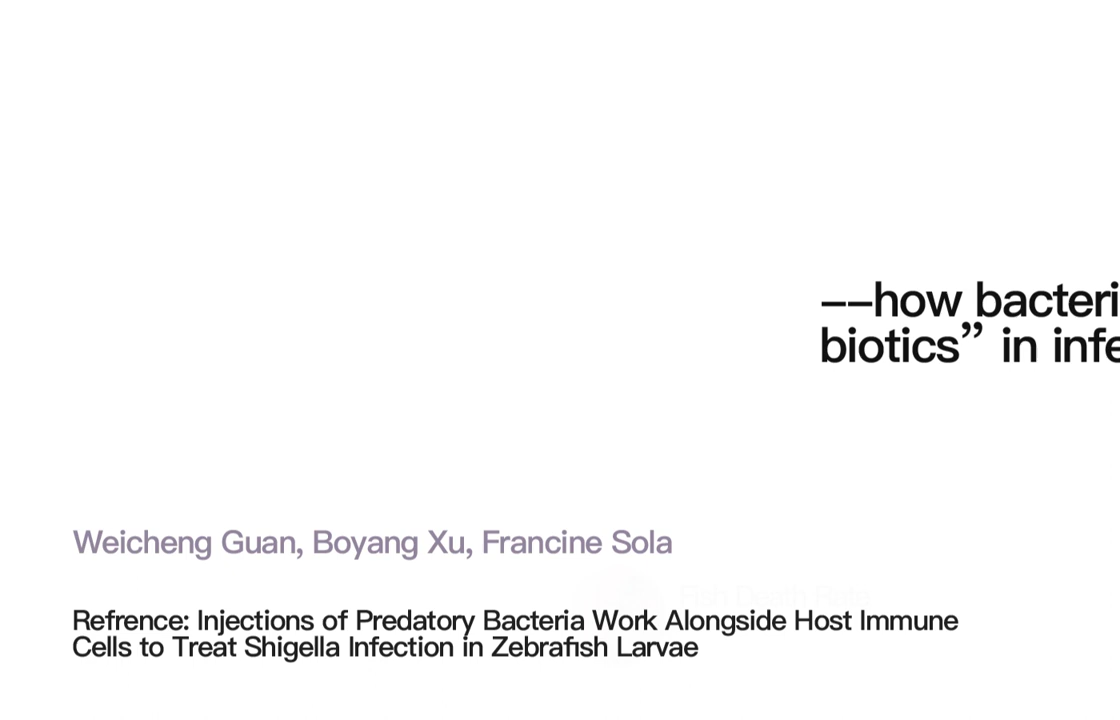 ——how bacteri
biotics” in infe
Weicheng Guan, Boyang Xu, Francine Sola
Refrence: Injections of Predatory Bacteria Work Alongside Host Immune
Cells to Treat Shigella Infection in Zebrafish Larvae